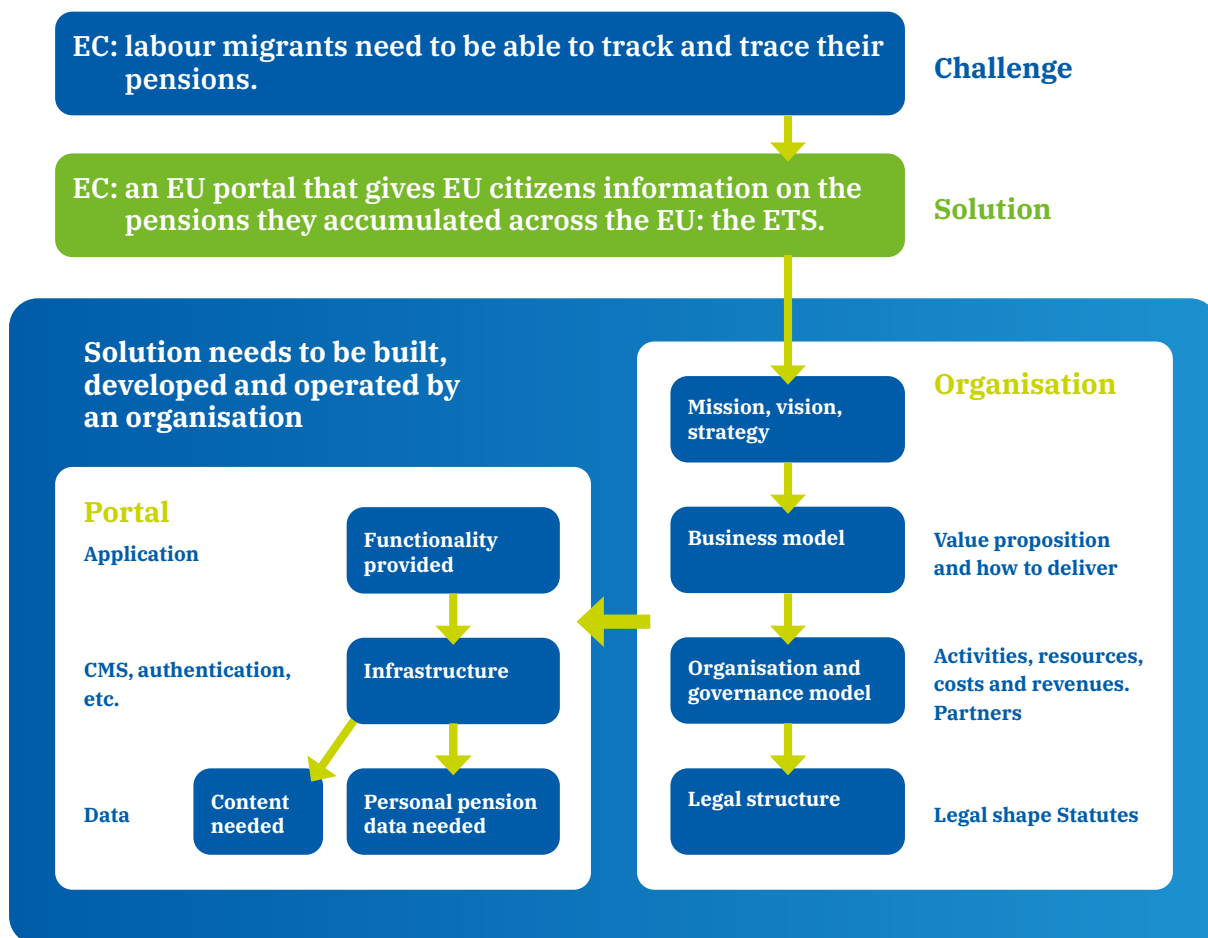 EC: labour migrants need to be able to track and trace their
pensions.
Challenge
EC: an EU portal that gives EU citizens information on the
pensions they accumulated across the EU: the ETS.
Solution
Solution needs to be built,
developed and operated by
an organisation
Portal
Application
Functionality
provided
CMS, authentication,
etc.
Infrastructure
Data
Content
needed
Personal pension
data needed
Organisation
Mission, vision,
strategy
Business model
Value proposition
and how to deliver
Organisation and
governance model
Activities, resources,
costs and revenues.
Partners
Legal structure
Legal shape Statutes